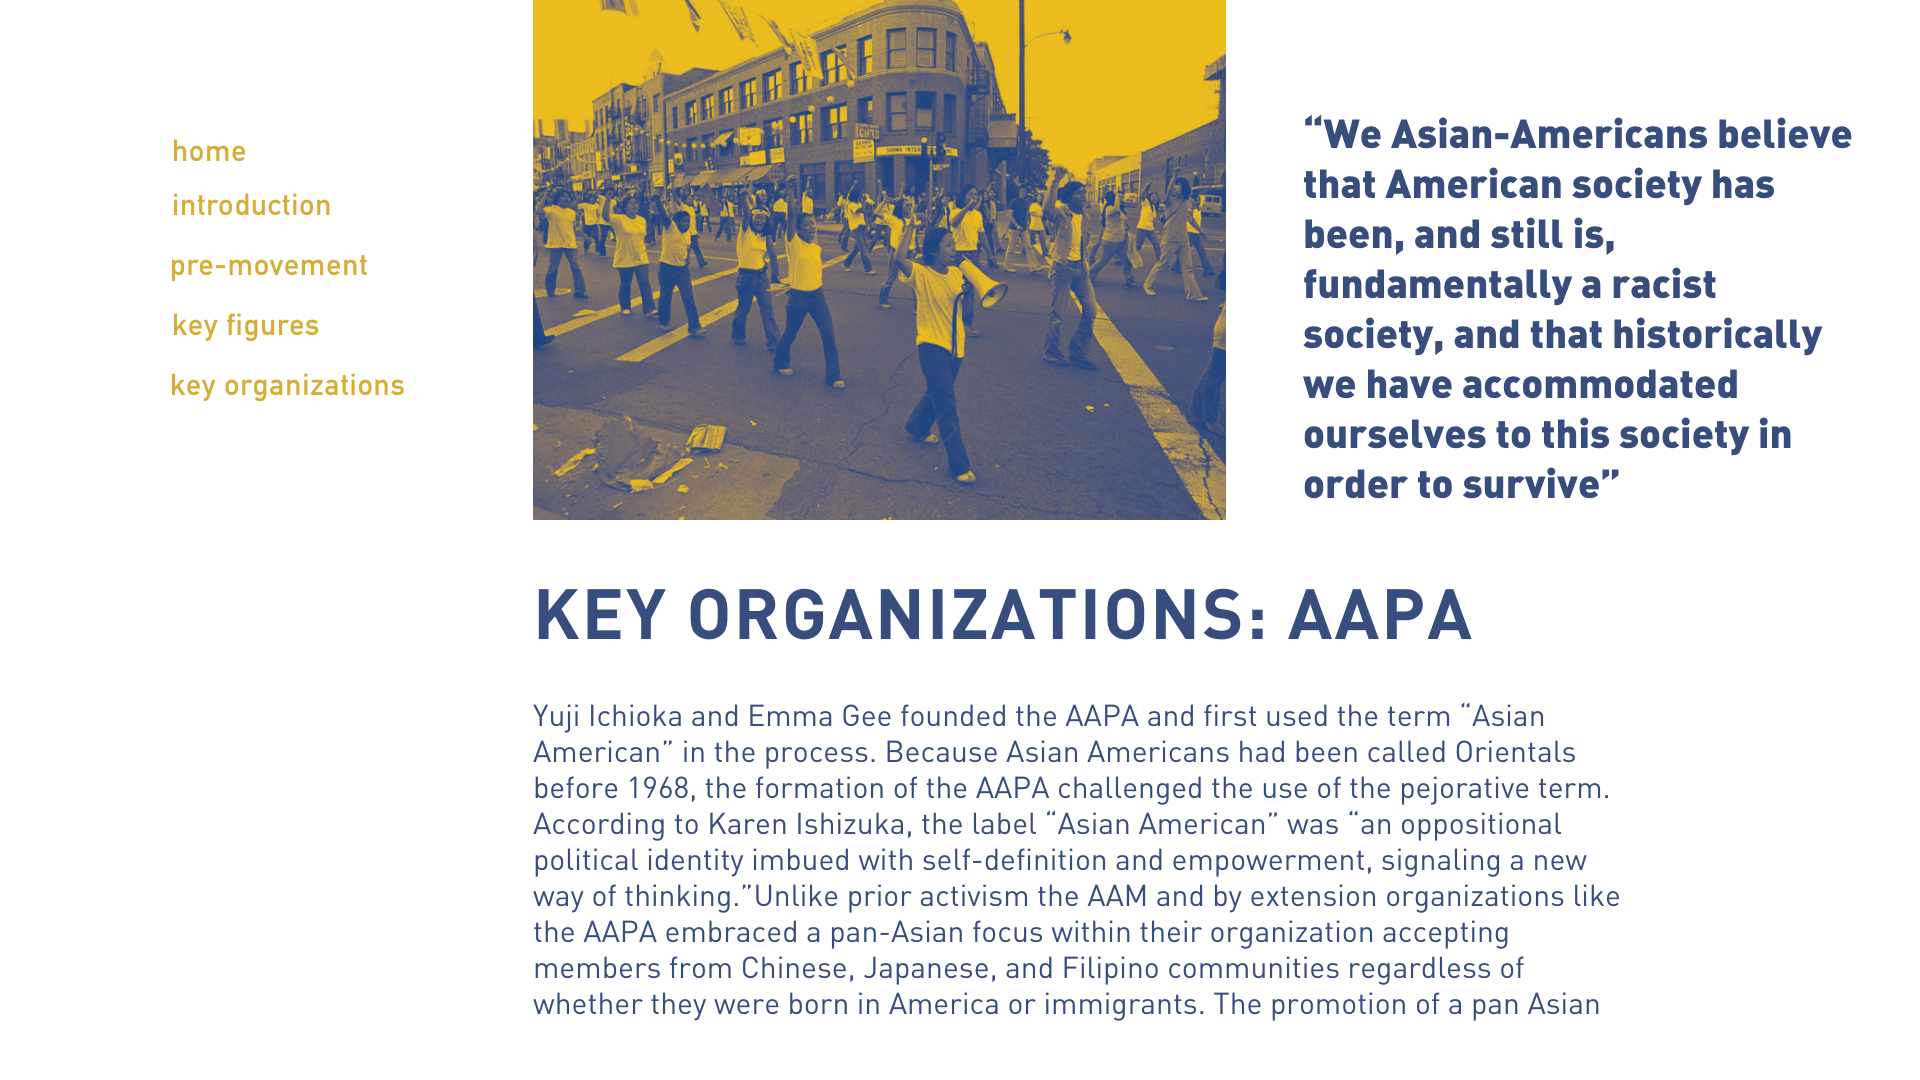 home
introduction
pre-movement
key figures
key organizations
GIFTS
“We Asian-Americans believe
that American society has
been, and still is,
fundamentally a racist
society, and that historically
we have accommodated
ourselves to this society in
order to survive”
KEY ORGANIZATIONS: AAPA
Yuji Ichioka and Emma Gee founded the AAPA and first used the term “Asian
American” in the process. Because Asian Americans had been called Orientals
before 1968, the formation of the AAPA challenged the use of the pejorative term.
According to Karen Ishizuka, the label “Asian American” was “an oppositional
political identity imbued with self-definition and empowerment, signaling a new
way of thinking.”Unlike prior activism the AAM and by extension organizations like
the AAPA embraced a pan-Asian focus within their organization accepting
members from Chinese, Japanese, and Filipino communities regardless of
whether they were born in America or immigrants. The promotion of a pan Asian